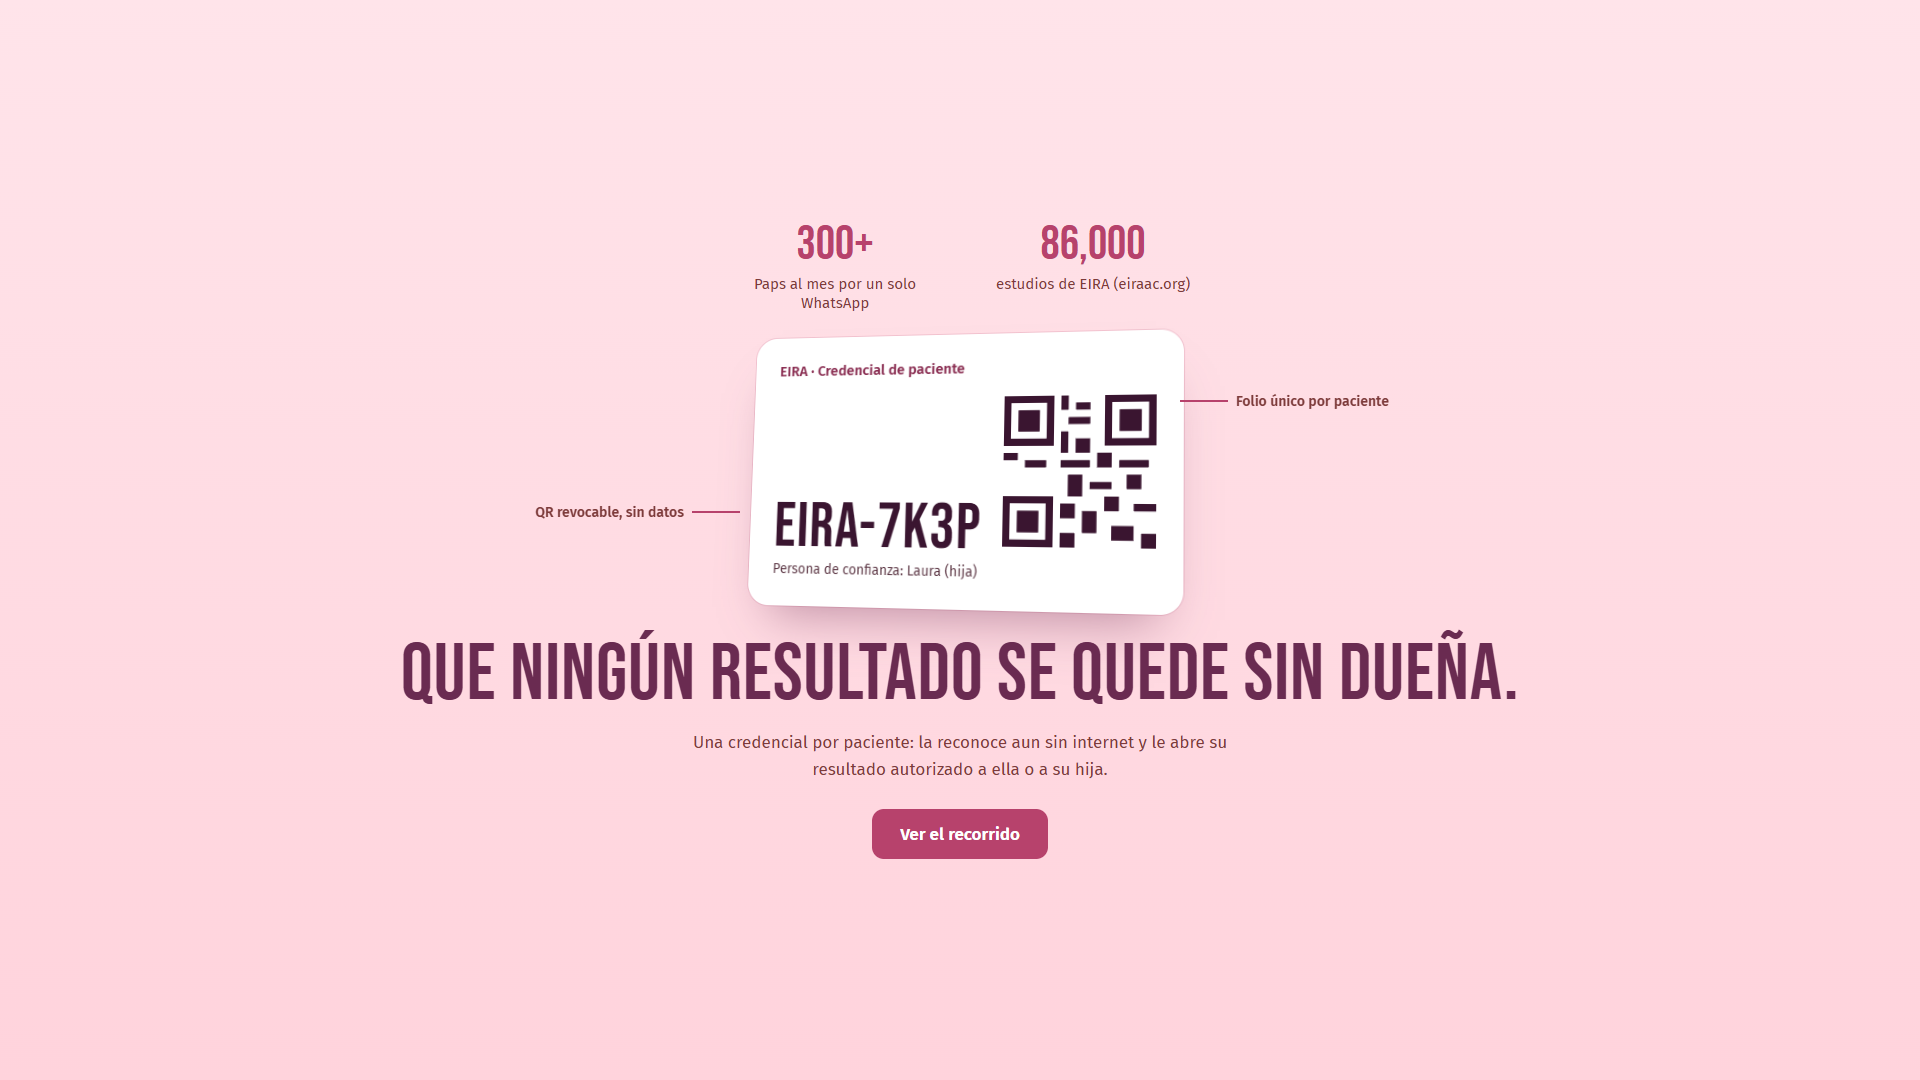 300+
Paps al mes por un solo
WhatsApp
86,000
estudios de EIRA (eiraac.org)
EIRA · Credencial de paciente
Folio único por paciente
QR revocable, sin datos
EIRA-7K3P
Persona de confianza: Laura (hija)
QUE NINGÚN RESULTADO SE QUEDE SIN DUEÑA.
Una credencial por paciente: la reconoce aun sin internet y le abre su
resultado autorizado a ella o a su hija.
Ver el recorrido